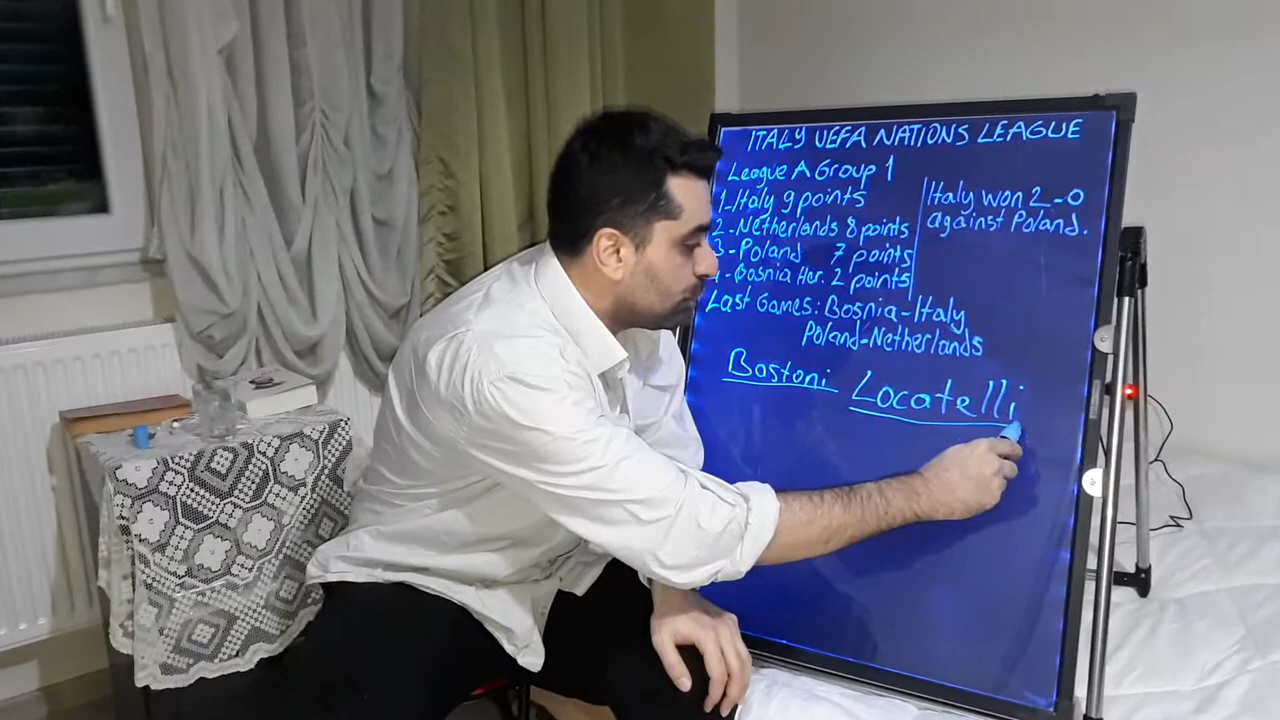 ITALY UEFA NATIONS LEAGUE
League A Group 1
1-Italy 9 points
2-Netherlands 8 points
3-Poland 7 points
4-Bosnia Her. 2 points
Italy won 2-0
against Poland.
Last Games: Bosnia-Italy
Poland-Netherlands
Bastoni Locatelli